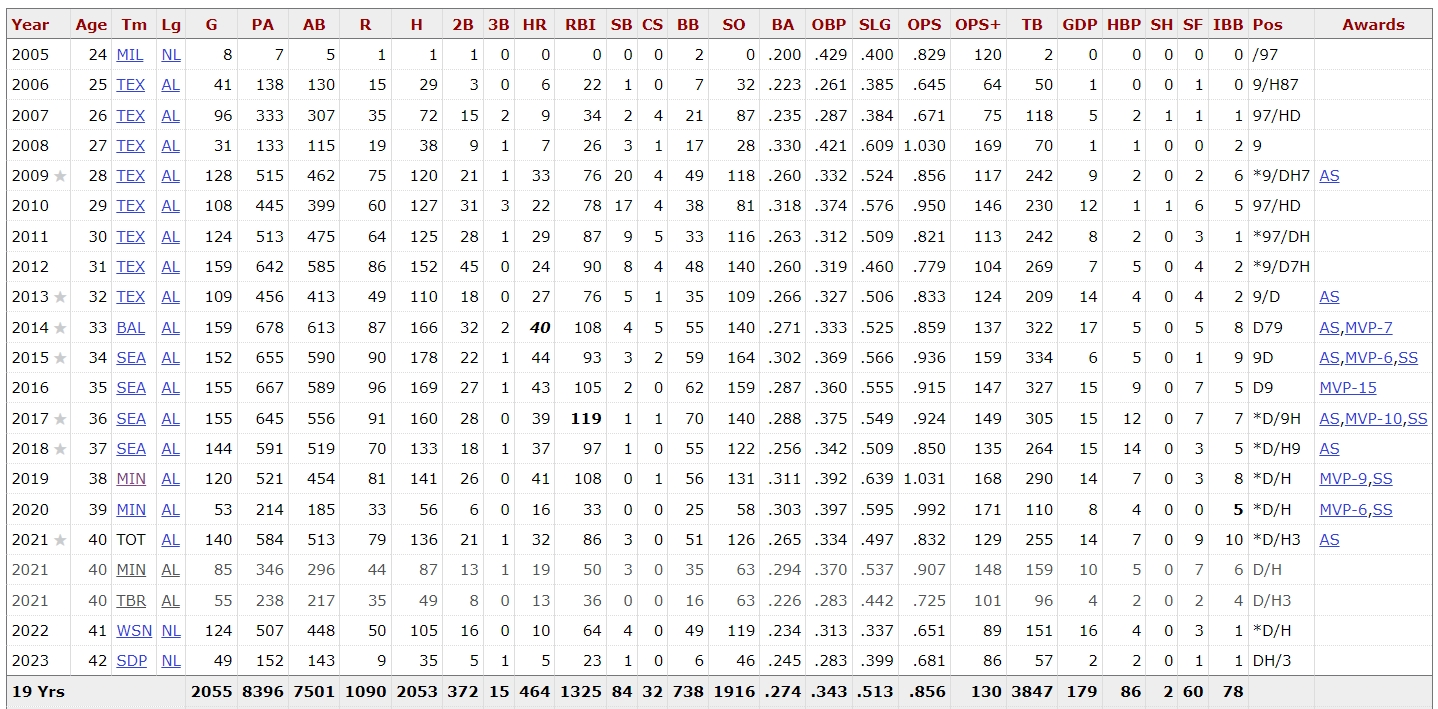 Year Age Tm Lg G PA AB R H 2B 3B HR RBI SB CS BB SO BA OBP SLG OPS OPS+ TB GDP HBP SH SF IBB Pos Awards
2005 24 MIL NL 8 7 5 1 1 1 0 0 0 0 0 2 0 .200 .429 .400 .829 120 2 0 0 0 0 0 /97
2006 25 TEX AL 41 138 130 15 29 3 0 6 22 1 0 7 32 .223 .261 .385 .645 64 50 1 0 0 1 0 9/H87
2007 26 TEX AL 96 333 307 35 72 15 2 9 34 2 4 21 87 .235 .287 .384 .671 75 118 5 2 1 1 1 97/HD
2008 27 TEX AL 31 133 115 19 38 9 1 7 26 3 1 17 28 .330 .421 .609 1.030 169 70 1 1 0 0 2 9
2009 ★ 28 TEX AL 128 515 462 75 120 21 1 33 76 20 4 49 118 .260 .332 .524 .856 117 242 9 2 0 2 6 *9/DH7 AS
2010 29 TEX AL 108 445 399 60 127 31 3 22 78 17 4 38 81 .318 .374 .576 .950 146 230 12 1 1 6 5 97/HD
2011 30 TEX AL 124 513 475 64 125 28 1 29 87 9 5 33 116 .263 .312 .509 .821 113 242 8 2 0 3 1 *97/DH
2012 31 TEX AL 159 642 585 86 152 45 0 24 90 8 4 48 140 .260 .319 .460 .779 104 269 7 5 0 4 2 *9/D7H
2013 ★ 32 TEX AL 109 456 413 49 110 18 0 27 76 5 1 35 109 .266 .327 .506 .833 124 209 14 4 0 4 2 9/D AS
2014 ★ 33 BAL AL 159 678 613 87 166 32 2 40 108 4 5 55 140 .271 .333 .525 .859 137 322 17 5 0 5 8 D79 AS,MVP-7
2015 ★ 34 SEA AL 152 655 590 90 178 22 1 44 93 3 2 59 164 .302 .369 .566 .936 159 334 6 5 0 1 9 9D AS,MVP-6,SS
2016 35 SEA AL 155 667 589 96 169 27 1 43 105 2 0 62 159 .287 .360 .555 .915 147 327 15 9 0 7 5 D9 MVP-15
2017 ★ 36 SEA AL 155 645 556 91 160 28 0 39 119 1 1 70 140 .288 .375 .549 .924 149 305 15 12 0 7 7 *D/9H AS,MVP-10,SS
2018 ★ 37 SEA AL 144 591 519 70 133 18 1 37 97 1 0 55 122 .256 .342 .509 .850 135 264 15 14 0 3 5 *D/H9 AS
2019 38 MIN AL 120 521 454 81 141 26 0 41 108 0 1 56 131 .311 .392 .639 1.031 168 290 14 7 0 3 8 *D/H MVP-9,SS
2020 39 MIN AL 53 214 185 33 56 6 0 16 33 0 0 25 58 .303 .397 .595 .992 171 110 8 4 0 0 5 *D/H MVP-6,SS
2021 ★ 40 TOT AL 140 584 513 79 136 21 1 32 86 3 0 51 126 .265 .334 .497 .832 129 255 14 7 0 9 10 *D/H3 AS
2021 40 MIN AL 85 346 296 44 87 13 1 19 50 3 0 35 63 .294 .370 .537 .907 148 159 10 5 0 7 6 D/H
2021 40 TBR AL 55 238 217 35 49 8 0 13 36 0 0 16 63 .226 .283 .442 .725 101 96 4 2 0 2 4 D/H3
2022 41 WSN NL 124 507 448 50 105 16 0 10 64 4 0 49 119 .234 .313 .337 .651 89 151 16 4 0 3 1 *D/H
2023 42 SDP NL 49 152 143 9 35 5 1 5 23 1 0 6 46 .245 .283 .399 .681 86 57 2 2 0 1 1 DH/3
19 Yrs 2055 8396 7501 1090 2053 372 15 464 1325 84 32 738 1916 .274 .343 .513 .856 130 3847 179 86 2 60 78